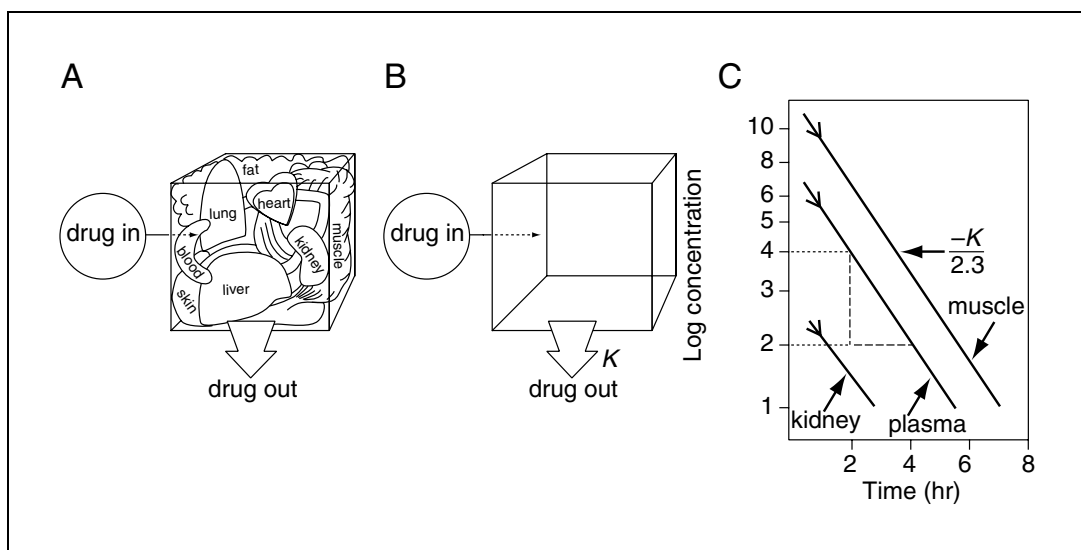 A
fat
lung
heart
drug in
blood
kidney
muscle
skin
liver
drug out
B
drug in
K
drug out
C
Log concentration
10
8
6
5
4
3
2
1
−K
2.3
muscle
kidney
plasma
2 4 6 8
Time (hr)